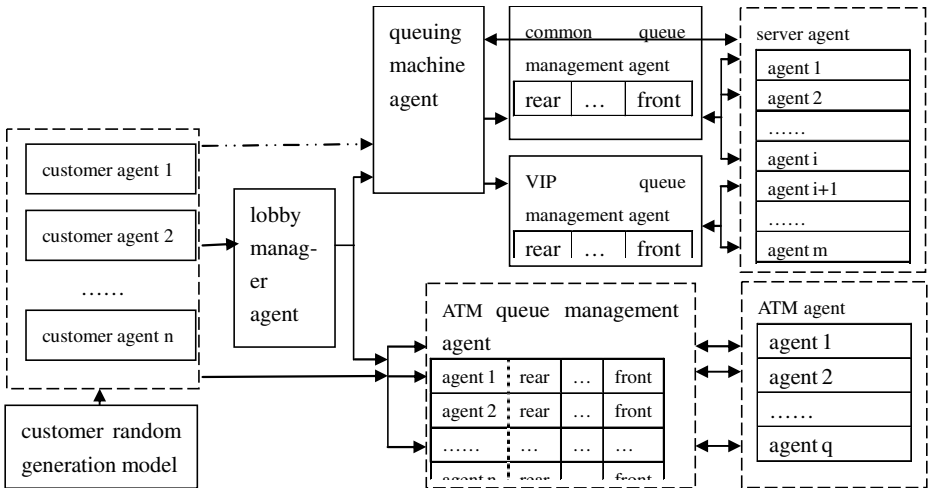 customer agent 1
customer agent 2
……
customer agent n
customer random
generation model
lobby
manag-
er
agent
queuing
machine
agent
common queue
management agent
rear … front
VIP queue
management agent
rear … front
server agent
agent 1
agent 2
……
agent i
agent i+1
……
agent m
ATM queue management
agent
agent 1 rear … front
agent 2 rear … front
…… … … …
agent n rear front
ATM agent
agent 1
agent 2
……
agent q